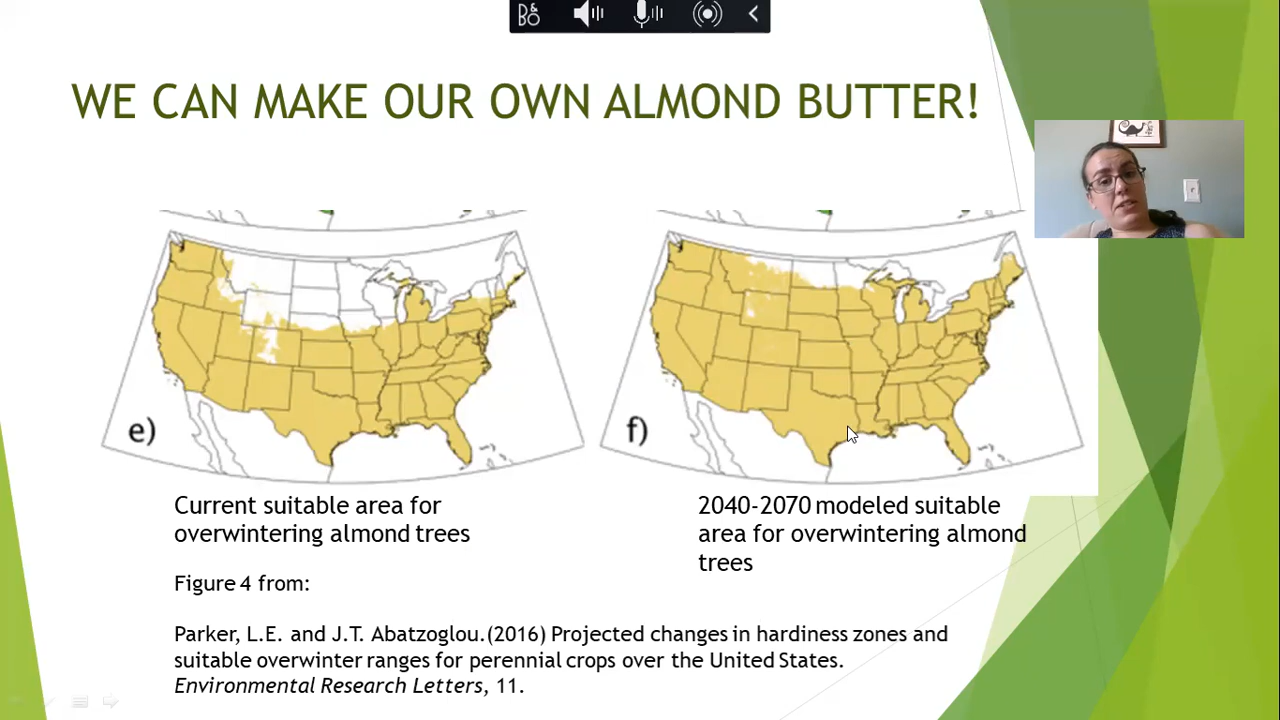 B&
O
WE CAN MAKE OUR OWN ALMOND BUTTER!
e)
f)
Current suitable area for
overwintering almond trees
2040-2070 modeled suitable
area for overwintering almond
trees
Figure 4 from:
Parker, L.E. and J.T. Abatzoglou.(2016) Projected changes in hardiness zones and
suitable overwinter ranges for perennial crops over the United States.
Environmental Research Letters, 11.